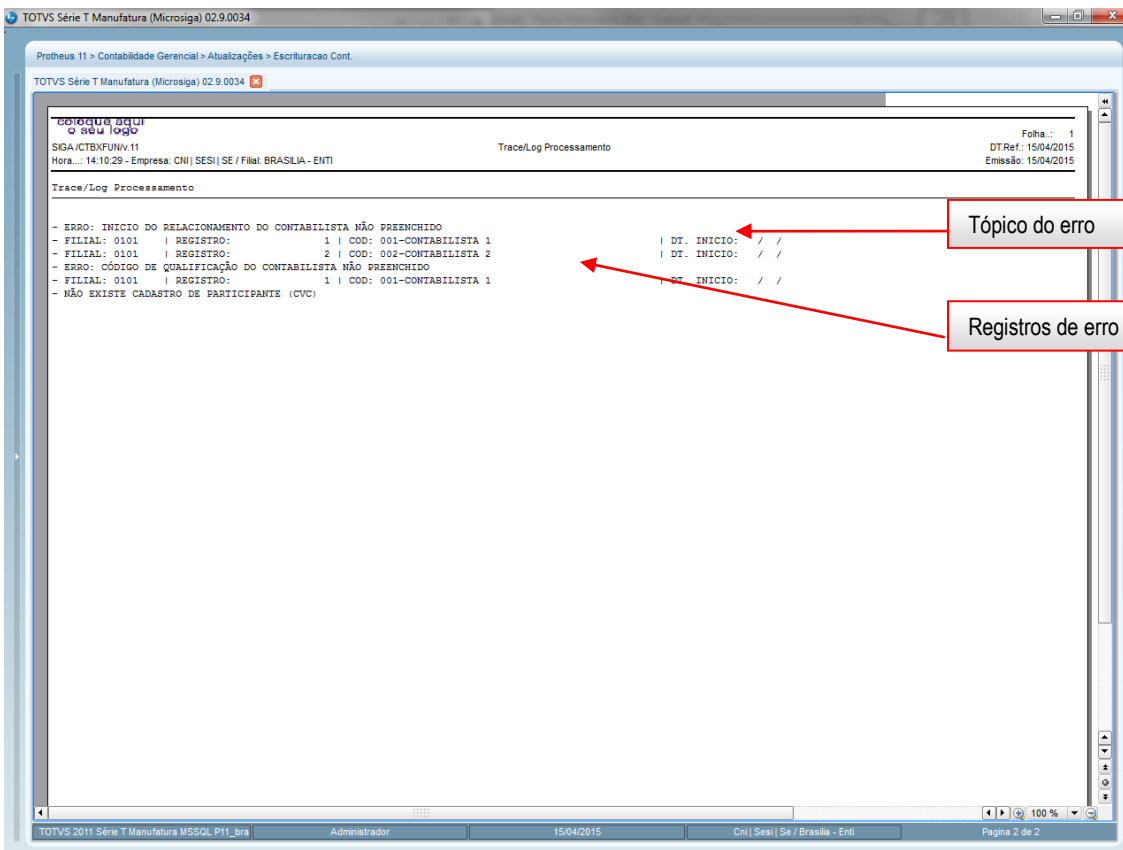 TOTVS Série T Manufatura (Microsiga) 02.9.0034
Protheus 11 > Contabilidade Gerencial > Atualizações > Escrituracao Cont.
TOTVS Série T Manufatura (Microsiga) 02.9.0034
coloque aqui
o seu logo
Folha..: 1
SIGA /CTBXFUN/v.11 Trace/Log Processamento DT.Ref.: 15/04/2015
Hora...: 14:10:29 - Empresa: CNI | SESI | SE / Filial: BRASILIA - ENTI Emissão: 15/04/2015
Trace/Log Processamento
- ERRO: INICIO DO RELACIONAMENTO DO CONTABILISTA NÃO PREENCHIDO
- FILIAL: 0101 | REGISTRO: 1 | COD: 001-CONTABILISTA 1 | DT. INICIO: / /
- FILIAL: 0101 | REGISTRO: 2 | COD: 002-CONTABILISTA 2 | DT. INICIO: / /
- ERRO: CÓDIGO DE QUALIFICAÇÃO DO CONTABILISTA NÃO PREENCHIDO
- FILIAL: 0101 | REGISTRO: 1 | COD: 001-CONTABILISTA 1 | DT. INICIO: / /
- NÃO EXISTE CADASTRO DE PARTICIPANTE (CVC)
Tópico do erro
Registros de erro
100 %
TOTVS 2011 Série T Manufatura MSSQL P11_bra Administrador 15/04/2015 Cni | Sesi | Se / Brasilia - Enti Pagina 2 de 2